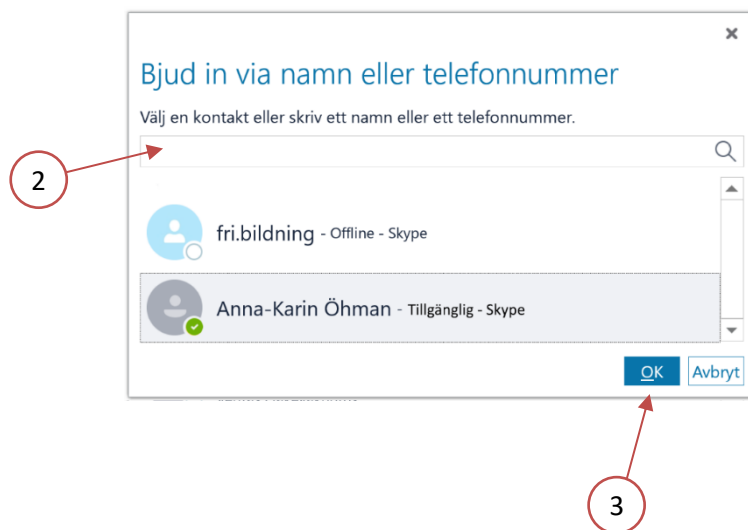 Bjud in via namn eller telefonnummer
Välj en kontakt eller skriv ett namn eller ett telefonnummer.
2
fri.bildning - Offline - Skype
Anna-Karin Öhman - Tillgänglig - Skype
OK Avbryt
3